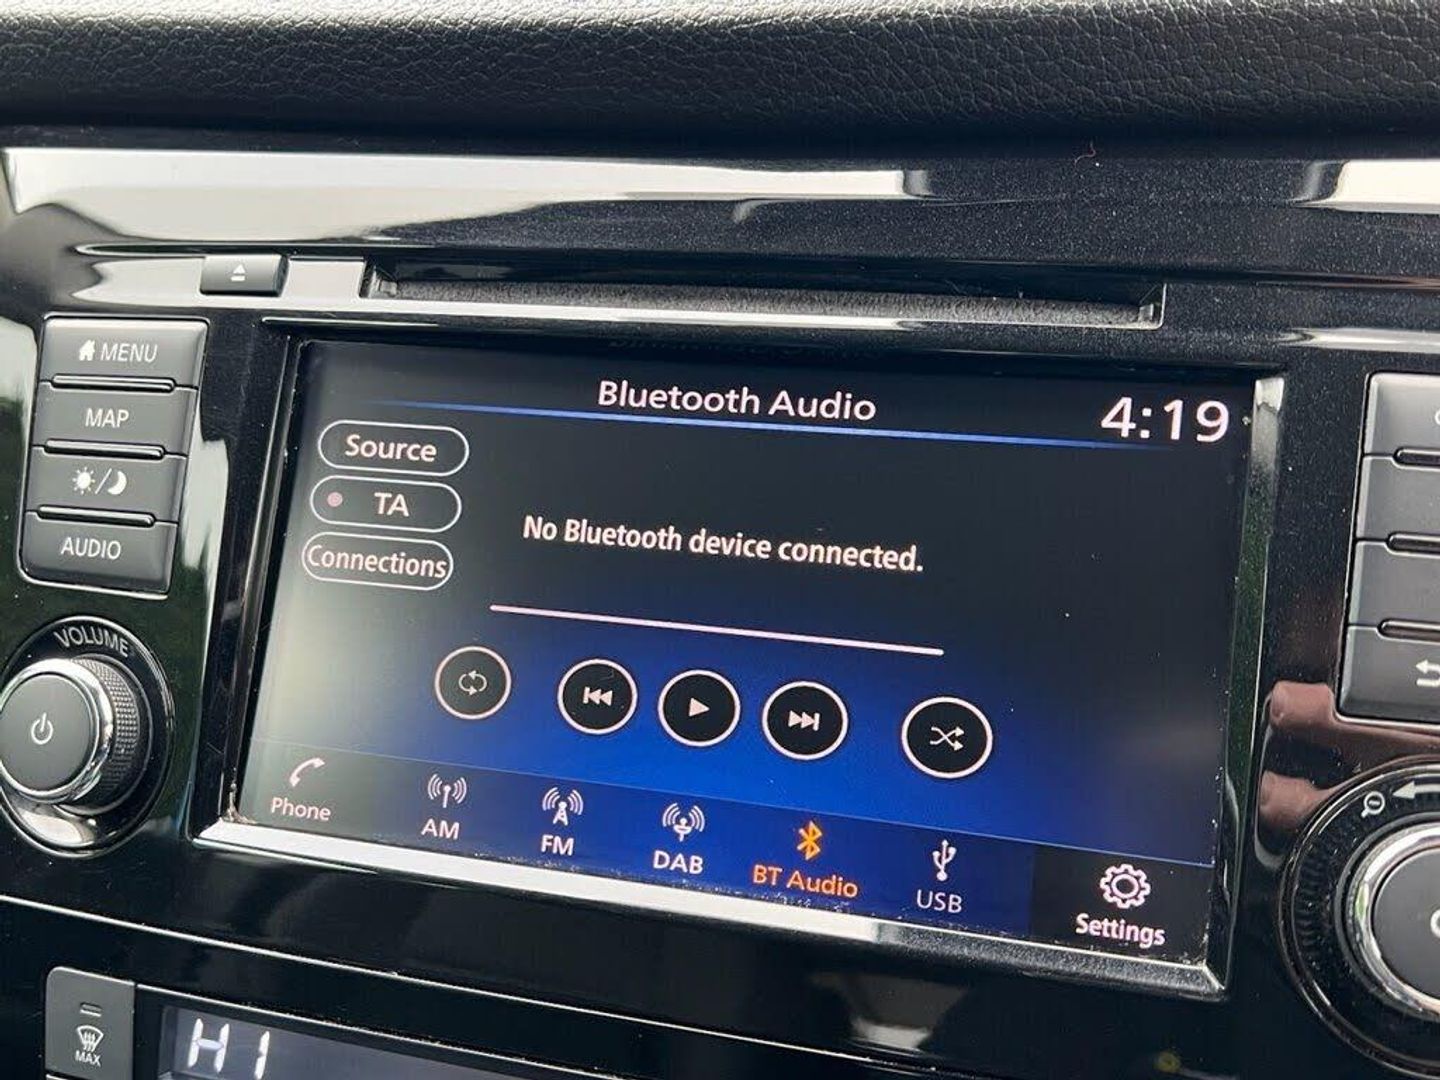 MENU
MAP
AUDIO
VOLUME
Bluetooth Audio
4:19
Source
TA
Connections
No Bluetooth device connected.
Phone
AM
FM
DAB
BT Audio
USB
Settings
MAX
HI